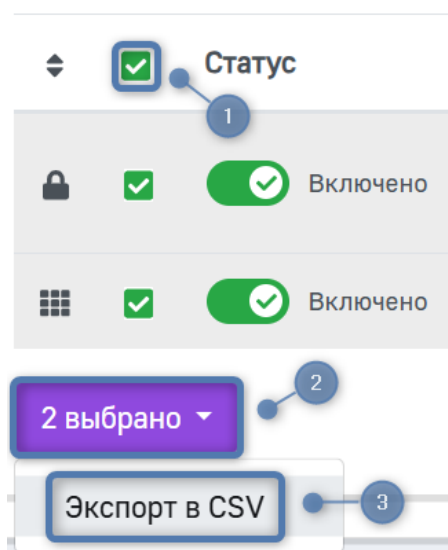 Статус
1
Включено
Включено
2
2 выбрано
Экспорт в CSV
3